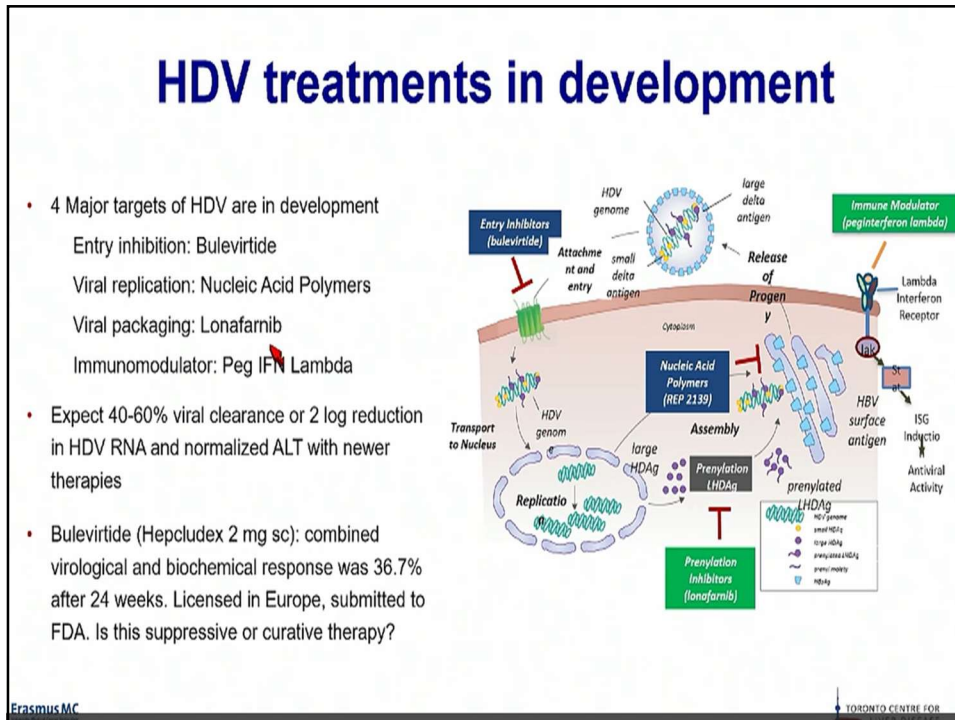 HDV treatments in development
• 4 Major targets of HDV are in development
Entry inhibition: Bulevirtide
Viral replication: Nucleic Acid Polymers
Viral packaging: Lonafarnib
Immunomodulator: Peg IFN Lambda
• Expect 40-60% viral clearance or 2 log reduction
in HDV RNA and normalized ALT with newer
therapies
• Bulevirtide (Hepcludex 2 mg sc): combined
virological and biochemical response was 36.7%
after 24 weeks. Licensed in Europe, submitted to
FDA. Is this suppressive or curative therapy?
Entry Inhibitors
(bulevirtide)
HDV
genome
large
delta
antigen
Attachme
nt and
entry
small
delta
antigen
Release
of
Progen
y
Immune Modulator
(peginterferon lambda)
Lambda
Interferon
Receptor
Jak
St
at
ISG
Inductio
n
Antiviral
Activity
Cytoplasm
Nucleic Acid
Polymers
(REP 2139)
Assembly
HBV
surface
antigen
Transport
to Nucleus
HDV
genom
e
large
HDAg
Prenylation
LHDAg
prenylated
LHDAg
Replicatio
n
Prenylation
Inhibitors
(lonafarnib)
HDV genome
small HDAg
large HDAg
prenylated LHDAg
prenyl moiety
HBsAg
Erasmus MC
TORONTO CENTRE FOR